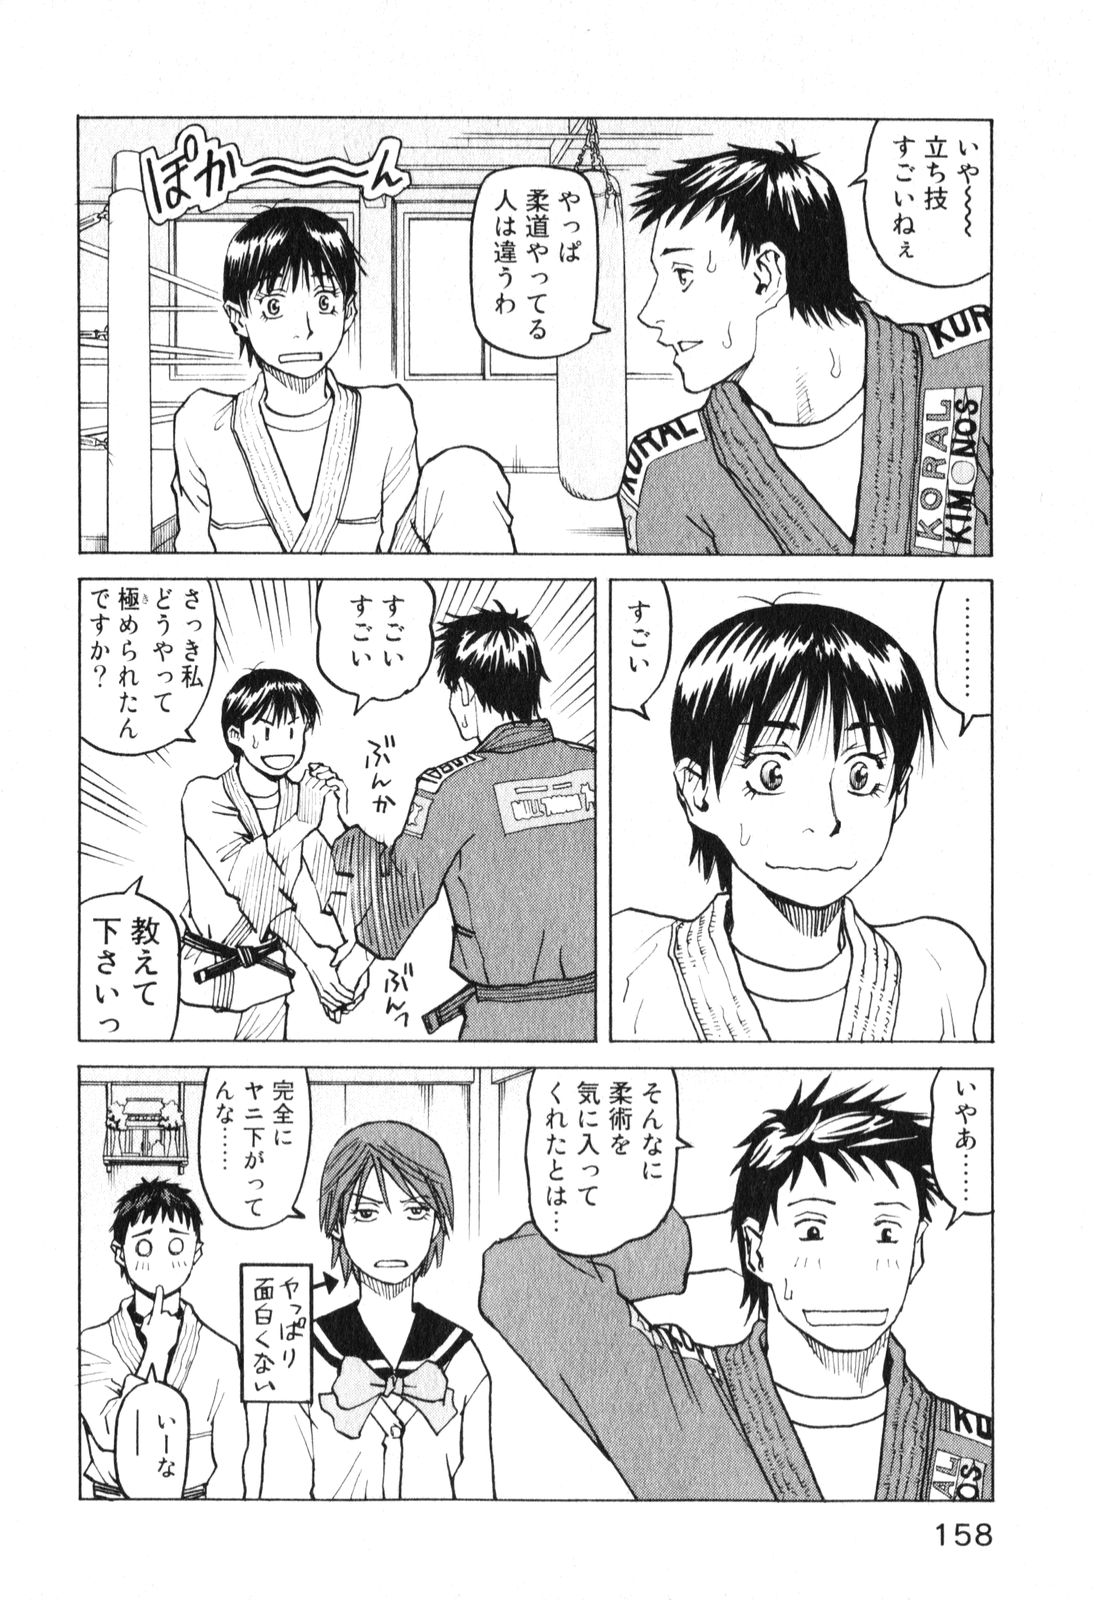 いや〜〜〜
立ち技
すごいねぇ
やっぱ
柔道やってる
人は違うわ
ぽか〜〜ん
KORAL
KOR
KORAL
KIMONOS
…………
すごい
すごい
すごい
ぶんか
ぶんっ
さっき私
どうやって
極められたん
ですか?
き
教えて
下さいっ
いやあ……
そんなに
柔術を
気に入って
くれたとは…
完全に
ヤニ下がって
んな……
やっぱり
面白くない
いーな
KO
158